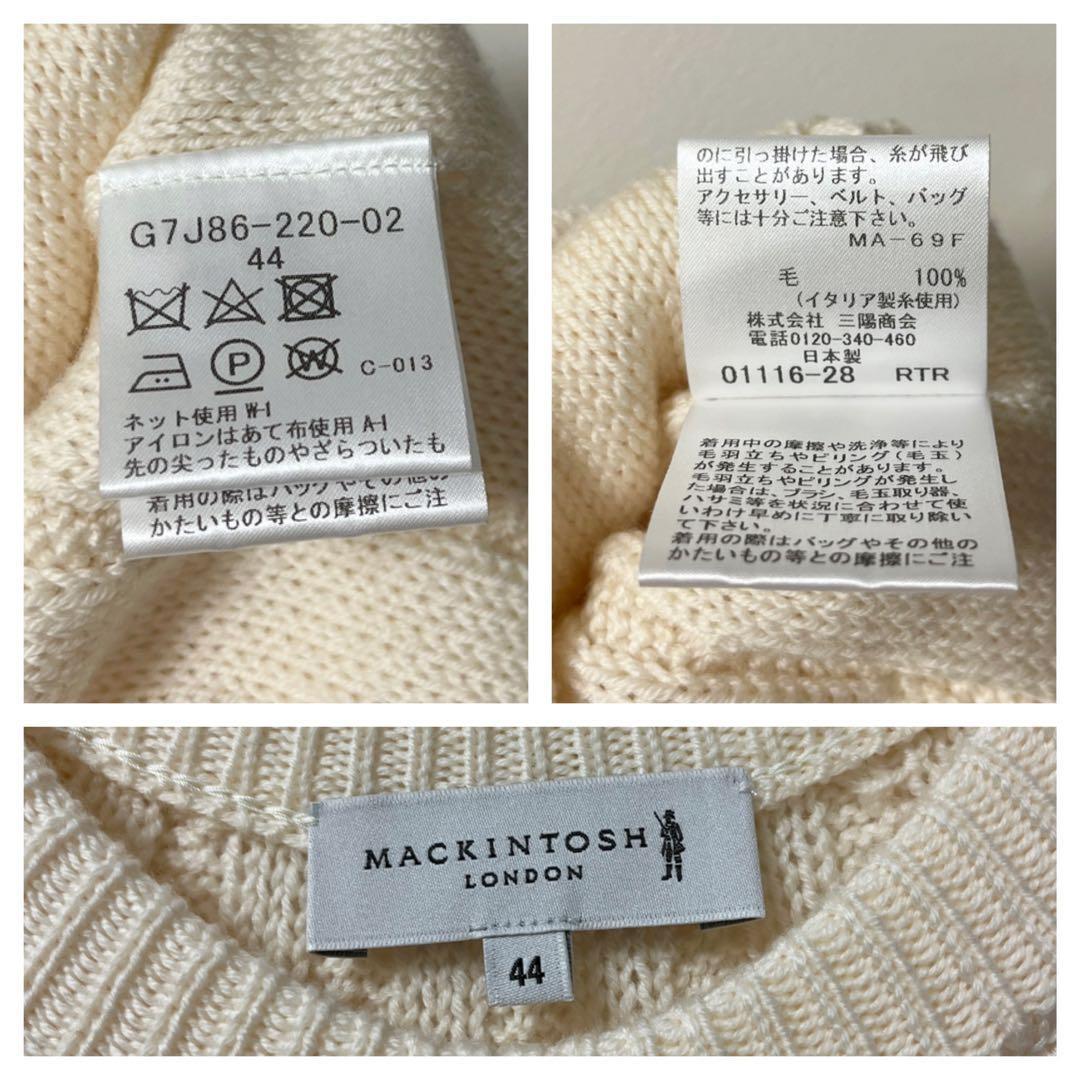 G7J86-220-02
44
P W C-013
ネット使用 W-I
アイロンはあて布使用 A-I
先の尖ったものやざらついたも
着用の際はバッグやその他の
かたいもの等との摩擦にご注
のに引っ掛けた場合、糸が飛び
出すことがあります。
アクセサリー、ベルト、バッグ
等には十分ご注意下さい。
MA-69F
毛 100%
(イタリア製糸使用)
株式会社 三陽商会
電話0120-340-460
日本製
01116-28 RTR
着用中の摩擦や洗浄等により
毛羽立ちやピリング(毛玉)
が発生することがあります。
毛羽立ちやピリングが発生し
た場合は、ブラシ、毛玉取り器、
ハサミ等を状況に合わせて使
いわけ早めに丁寧に取り除い
て下さい。
着用の際はバッグやその他の
かたいもの等との摩擦にご注
MACKINTOSH
LONDON
44